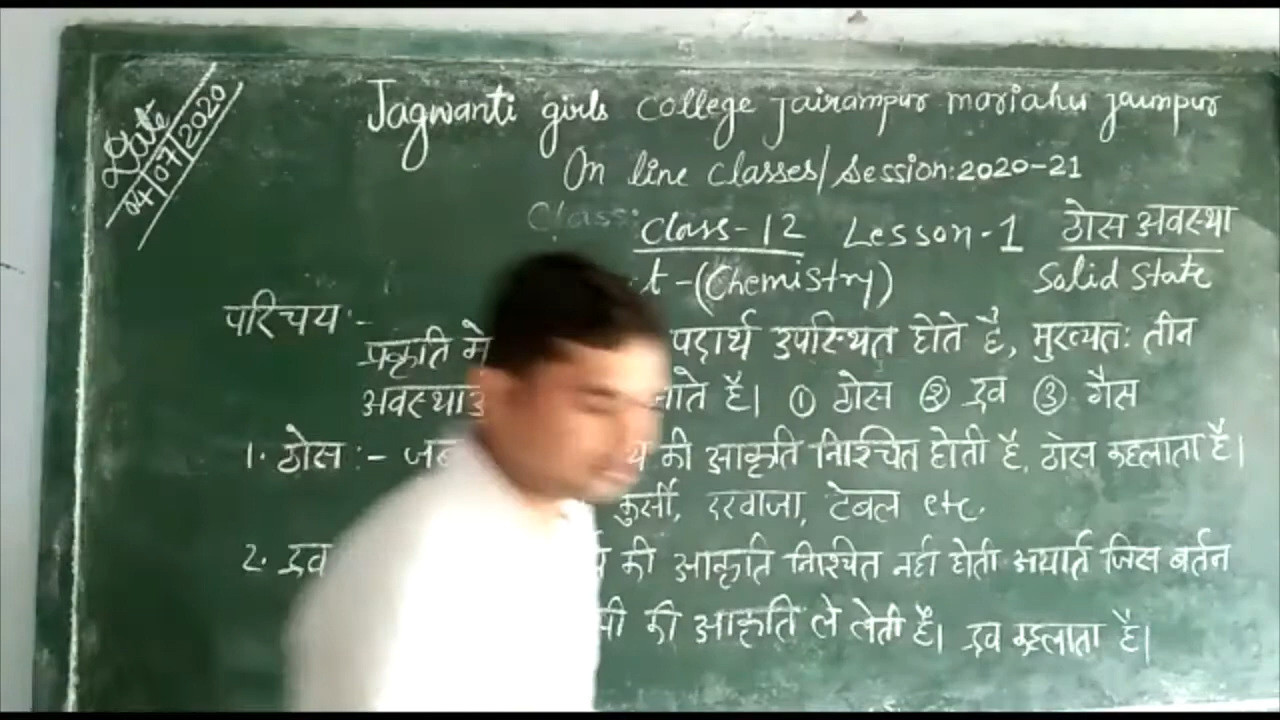 Date
04/07/2020
Jagwanti girls college jairampur mariahu jaunpur
On line classes/session:2020-21
Class:
Class-12 Lesson-1 ठोस अवस्था
t-(Chemistry) Solid State
परिचय :-
प्रकृति मे पदार्थ उपस्थित होते है, मुख्यतः तीन
जाते है। ① ठोस ② द्रव ③ गैस
1. ठोस :- की आकृति निश्चित होती है, ठोस कहलाता है।
कुर्सी, दरवाजा, टेबल etc.
2. द्रव की आकृति निश्चित नही होती अर्थात जिस बर्तन
की आकृति ले लेती है। द्रव कहलाता है।